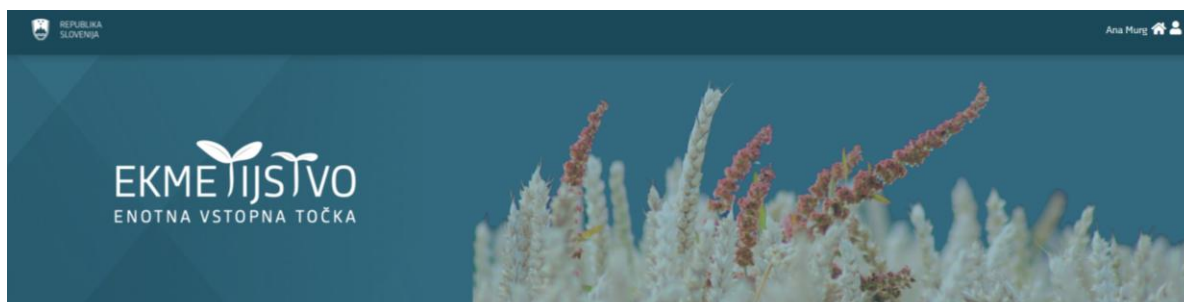 REPUBLIKA
SLOVENIJA
Ana Murg
EKMETIJSTVO
ENOTNA VSTOPNA TOČKA